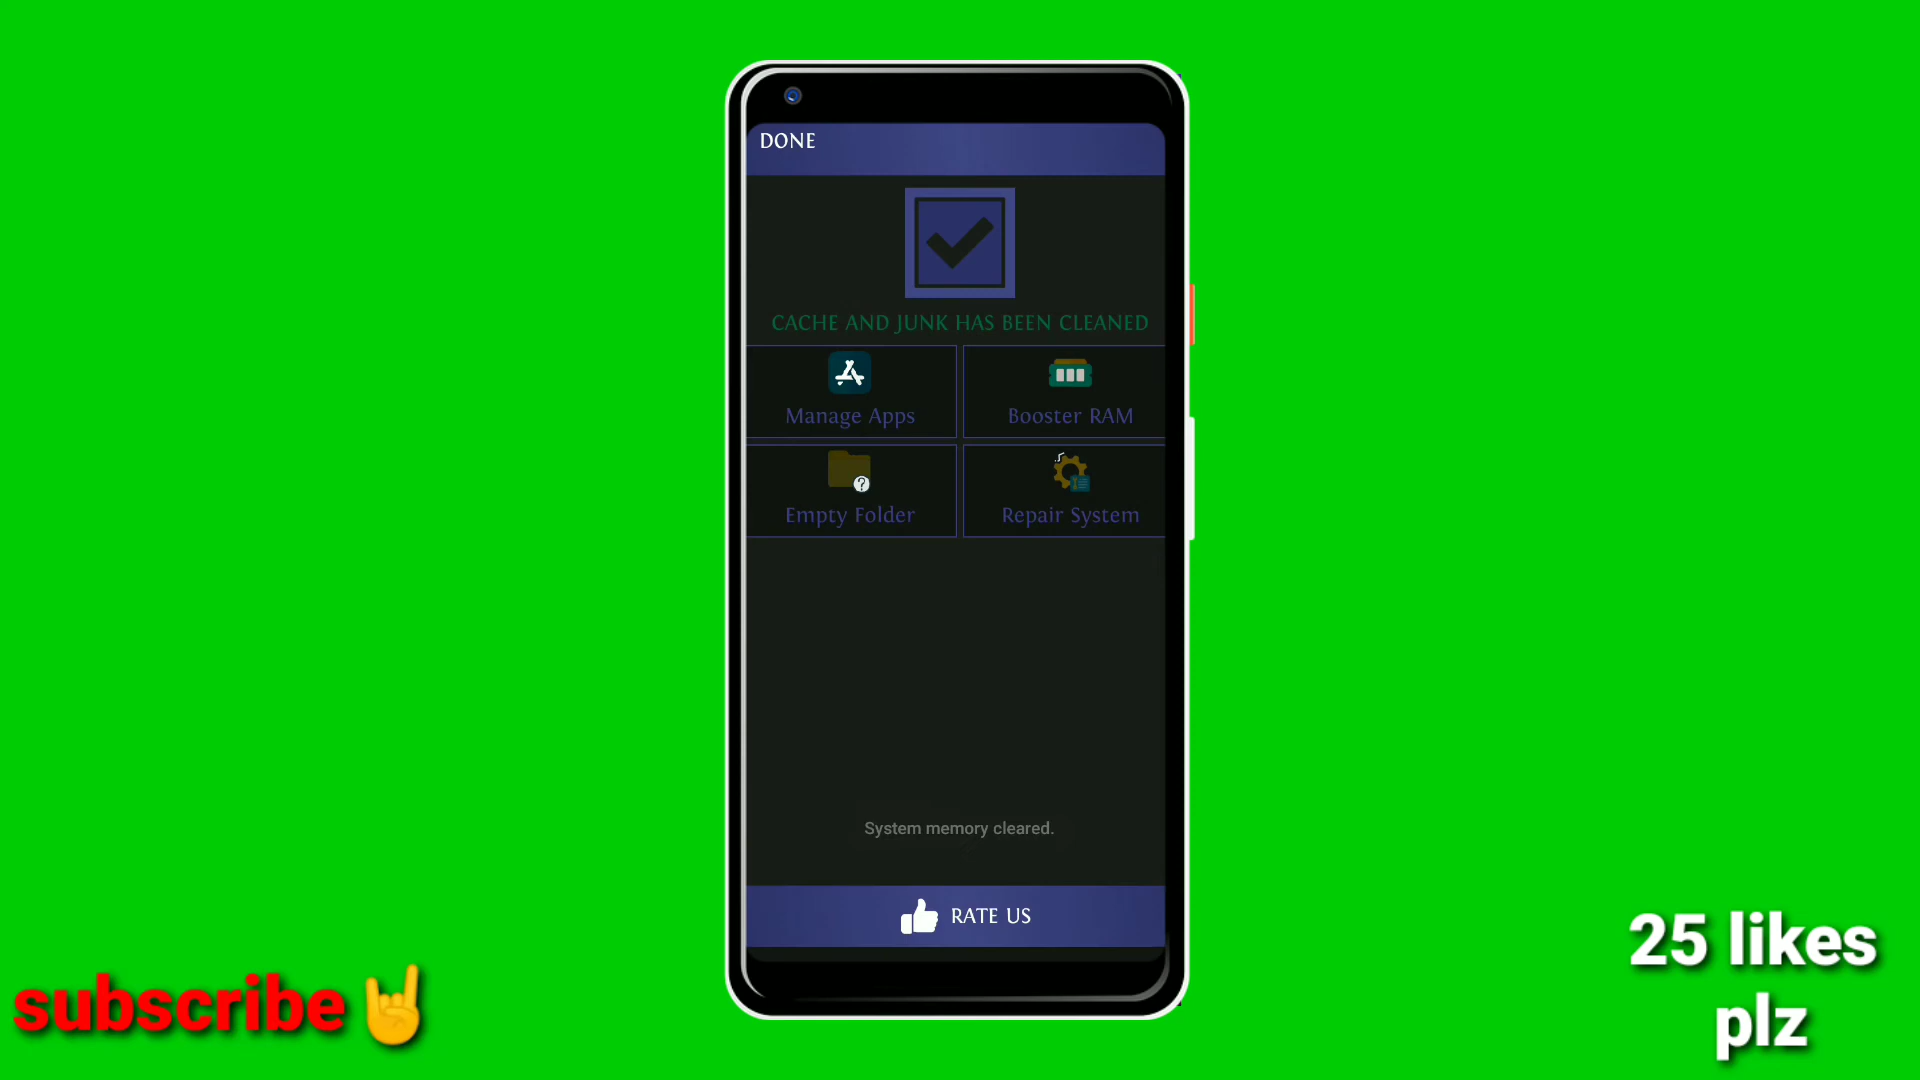 DONE
CACHE AND JUNK HAS BEEN CLEANED
Manage Apps
Booster RAM
Empty Folder
Repair System
System memory cleared.
RATE US
subscribe🤘
25 likes
plz